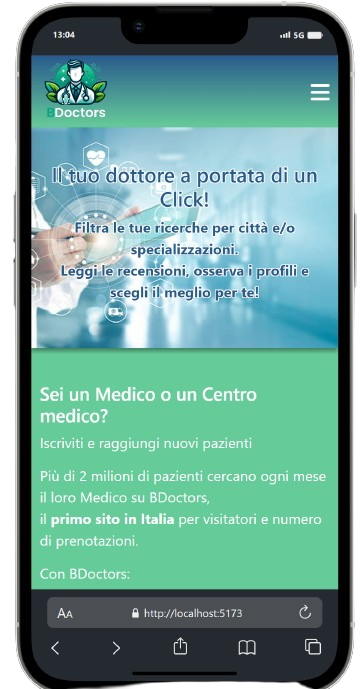 13:04
5G
BDoctors
Il tuo dottore a portata di un
Click!
Filtra le tue ricerche per città e/o
specializzazioni.
Leggi le recensioni, osserva i profili e
scegli il meglio per te!
Sei un Medico o un Centro
medico?
Iscriviti e raggiungi nuovi pazienti
Più di 2 milioni di pazienti cercano ogni mese
il loro Medico su BDoctors,
il primo sito in Italia per visitatori e numero
di prenotazioni.
Con BDoctors:
AA http://localhost:5173